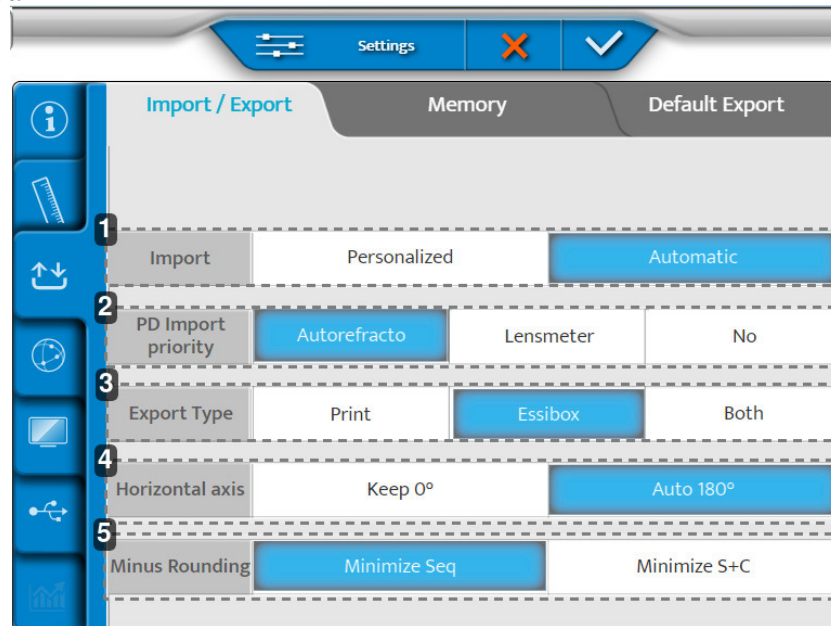 Settings
Import / Export Memory Default Export
1
Import Personalized Automatic
2
PD Import
priority Autorefracto Lensmeter No
3
Export Type Print Essibox Both
4
Horizontal axis Keep 0° Auto 180°
5
Minus Rounding Minimize Seq Minimize S+C